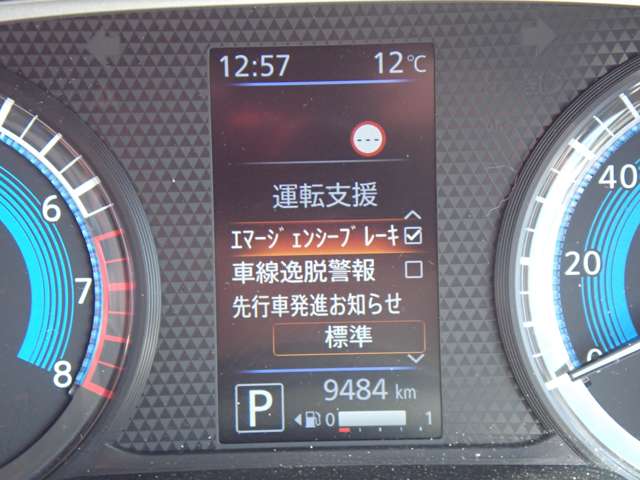 12:57 12℃
---
運転支援
ｴﾏｰｼﾞｪﾝｼｰﾌﾞﾚｰｷ
車線逸脱警報
先行車発進お知らせ
標準
P 9484 km
0 1
6
7
8
40
20
0